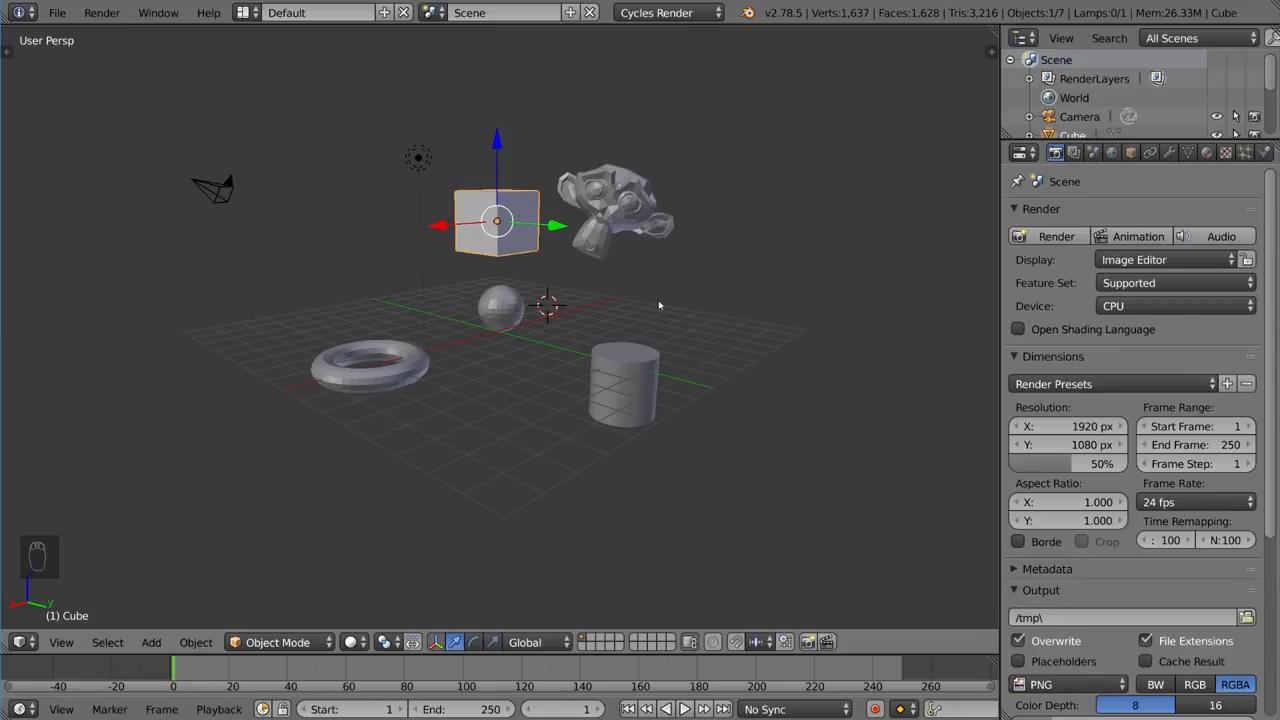 File Render Window Help Default Scene Cycles Render v2.78.5 | Verts:1,637 | Faces:1,628 | Tris:3,216 | Objects:1/7 | Lamps:0/1 | Mem:26.33M | Cube
User Persp
View Search All Scenes
Scene
RenderLayers |
World
Camera |
Cube |
Scene
Render
Render Animation Audio
Display: Image Editor
Feature Set: Supported
Device: CPU
Open Shading Language
Dimensions
Render Presets
Resolution: Frame Range:
X: 1920 px Start Frame: 1
Y: 1080 px End Frame: 250
50% Frame Step: 1
Aspect Ratio: Frame Rate:
X: 1.000 24 fps
Y: 1.000 Time Remapping:
Borde Crop : 100 N:100
Metadata
Output
/tmp\
Overwrite File Extensions
Placeholders Cache Result
PNG BW RGB RGBA
Color Depth: 8 16
y
(1) Cube
View Select Add Object Object Mode Global
-40 -20 0 20 40 60 80 100 120 140 160 180 200 220 240 260
View Marker Frame Playback Start: 1 End: 250 1 No Sync